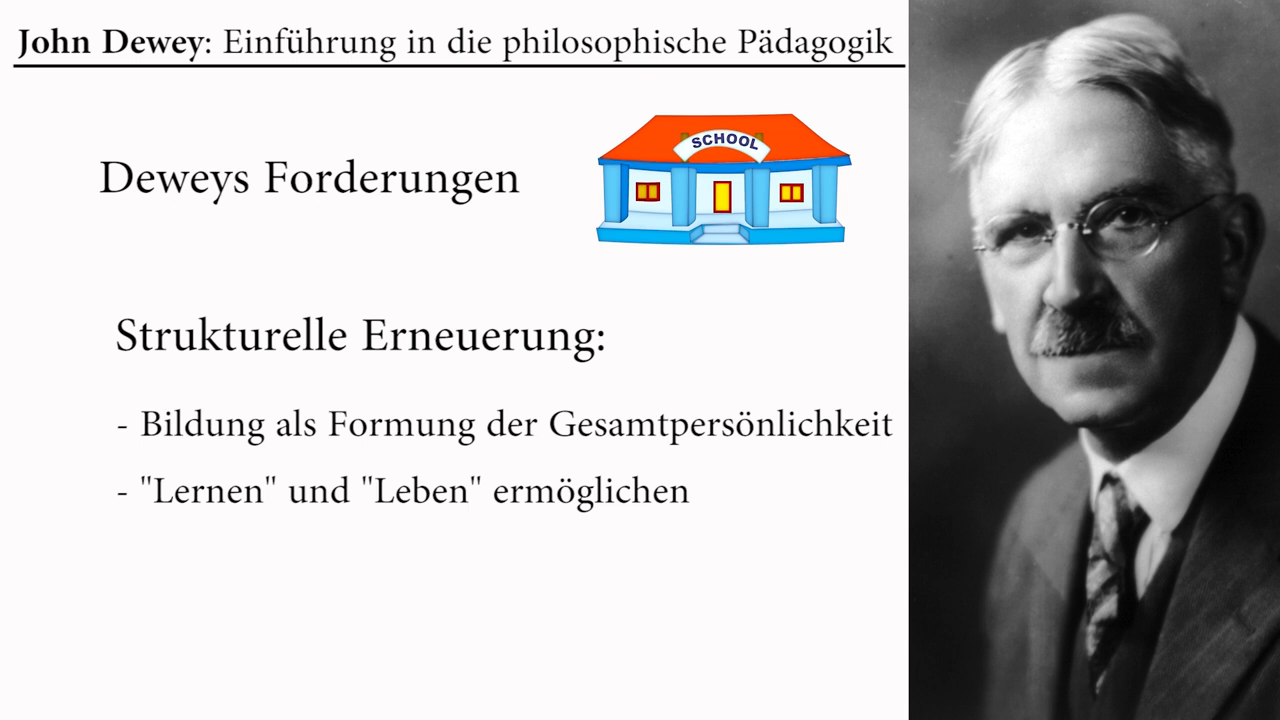 John Dewey: Einführung in die philosophische Pädagogik
SCHOOL
Deweys Forderungen
Strukturelle Erneuerung:
- Bildung als Formung der Gesamtpersönlichkeit
- "Lernen" und "Leben" ermöglichen